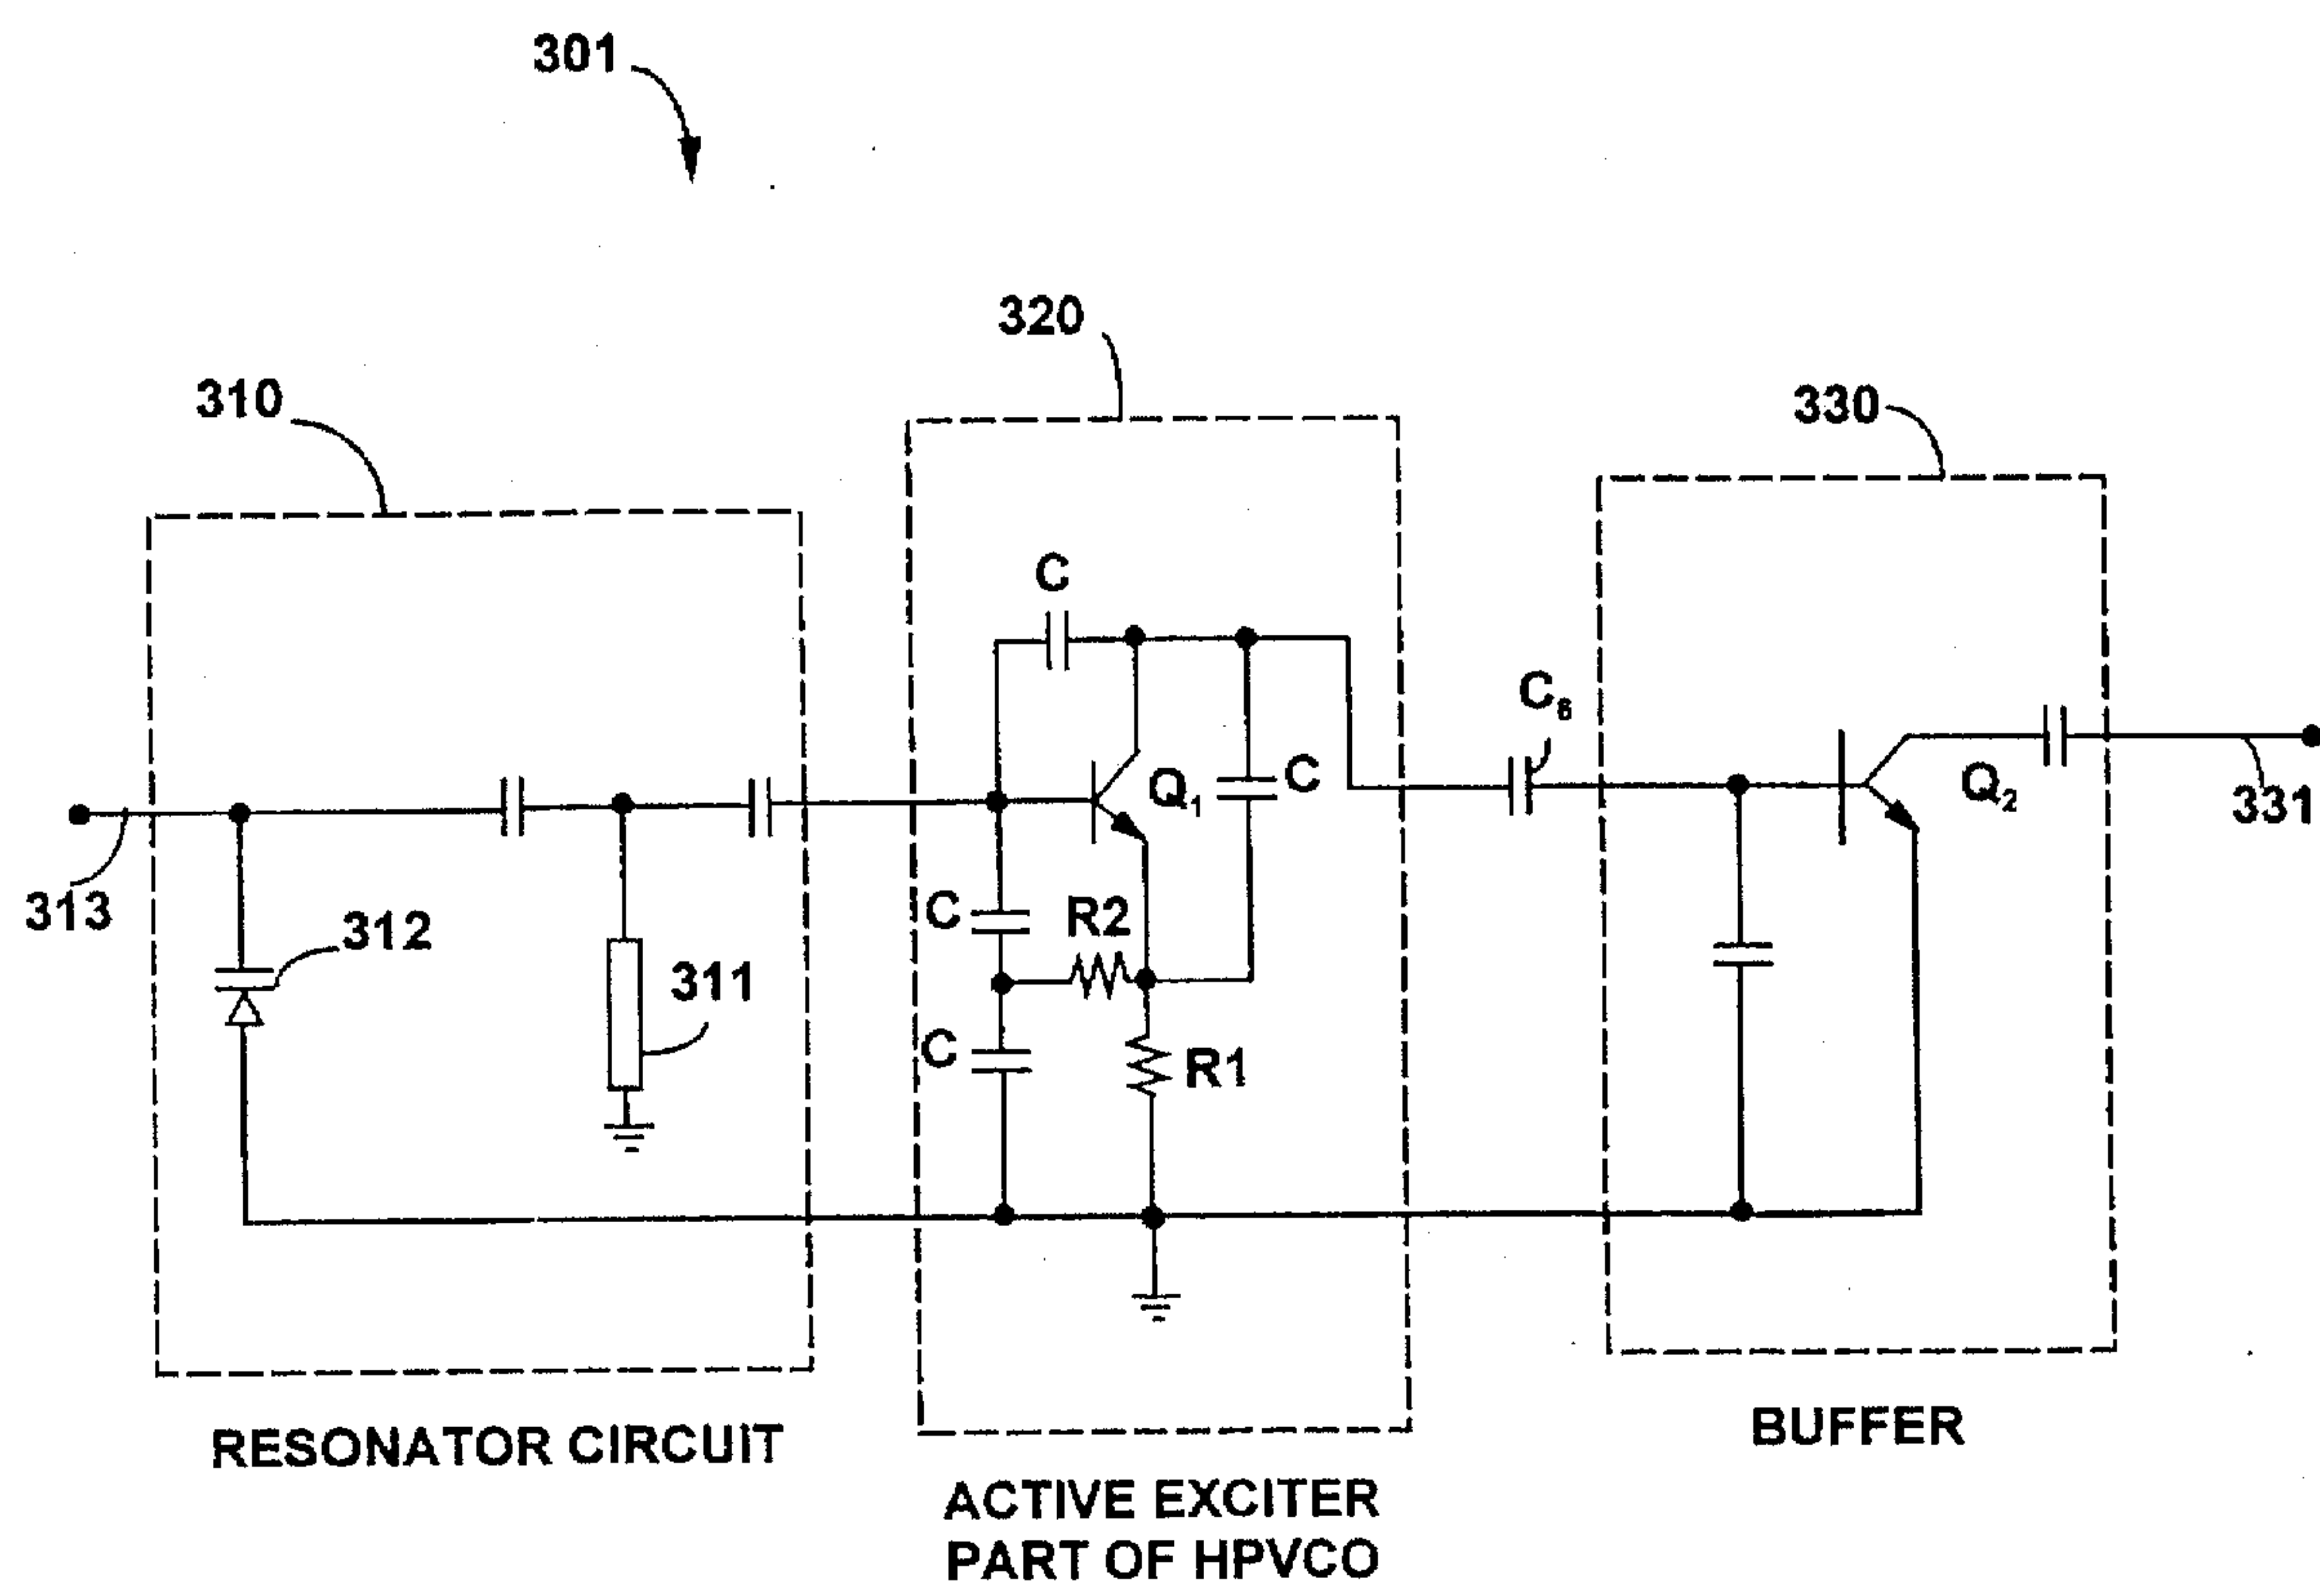 301
320
310
330
C
C₈
Q₁
C
Q₂
331
313
312
C
R2
311
C
R1
RESONATOR CIRCUIT
BUFFER
ACTIVE EXCITER
PART OF HPVCO